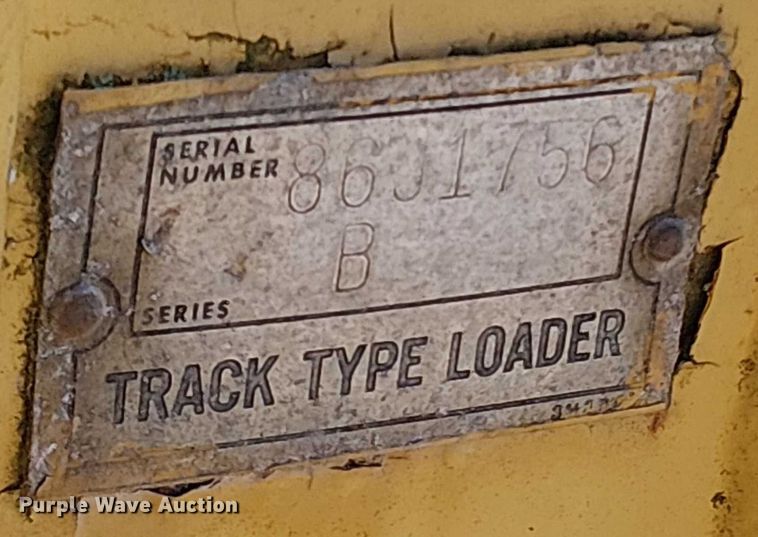 SERIAL
NUMBER 86J1756
B
SERIES
TRACK TYPE LOADER
Purple Wave Auction